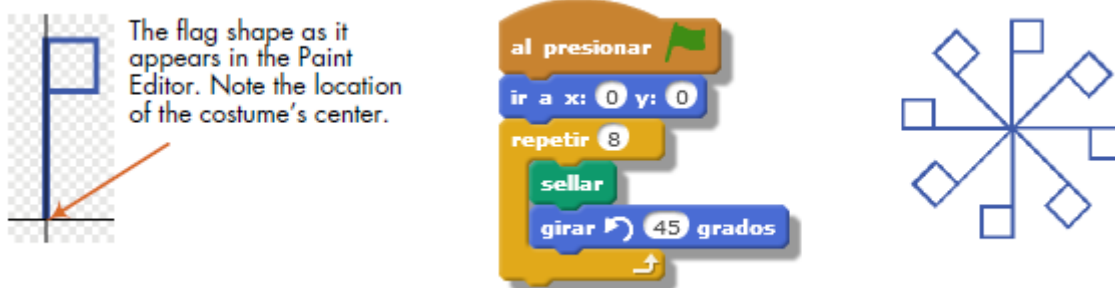 The flag shape as it
appears in the Paint
Editor. Note the location
of the costume's center.
al presionar
ir a x: 0 y: 0
repetir 8
sellar
girar 45 grados